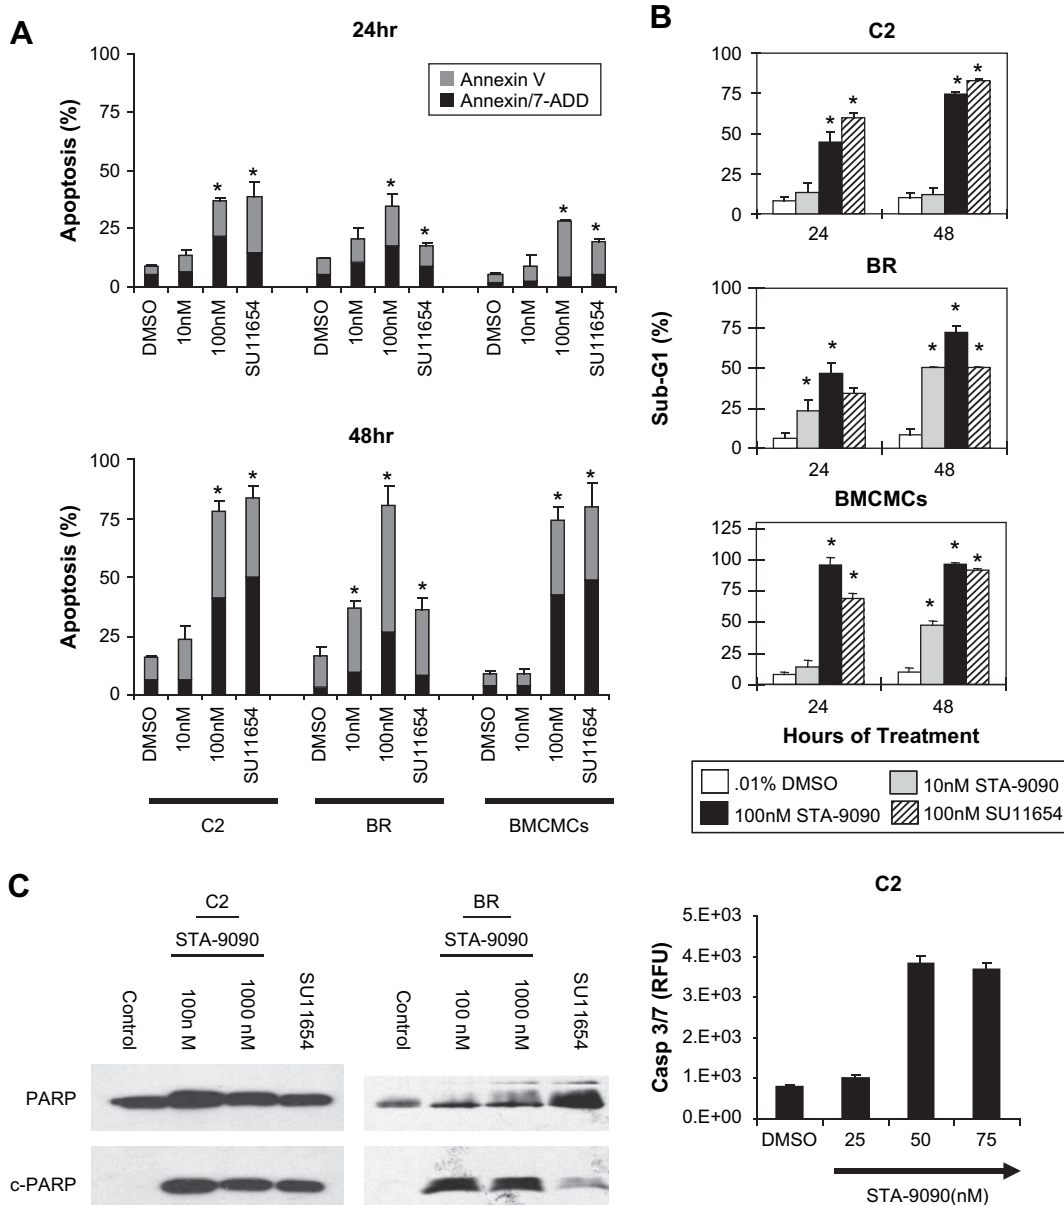 A
24hr
Apoptosis (%)
100
75
50
25
0
Annexin V
Annexin/7-ADD
* * * * * *
DMSO 10nM 100nM SU11654 DMSO 10nM 100nM SU11654 DMSO 10nM 100nM SU11654
48hr
Apoptosis (%)
100
75
50
25
0
* * * * * * *
DMSO 10nM 100nM SU11654 DMSO 10nM 100nM SU11654 DMSO 10nM 100nM SU11654
C2 BR BMCMCs
B
Sub-G1 (%)
C2
100
75
50
25
0
* * * *
24 48
BR
100
75
50
25
0
* * * * *
24 48
BMCMCs
125
100
75
50
25
0
* * * * *
24 48
Hours of Treatment
.01% DMSO 10nM STA-9090
100nM STA-9090 100nM SU11654
C
C2
STA-9090
Control 100n M 1000 nM SU11654
BR
STA-9090
Control 100 nM 1000 nM SU11654
PARP
c-PARP
C2
Casp 3/7 (RFU)
5.E+03
4.E+03
3.E+03
2.E+03
1.E+03
0.E+00
DMSO 25 50 75
STA-9090(nM)